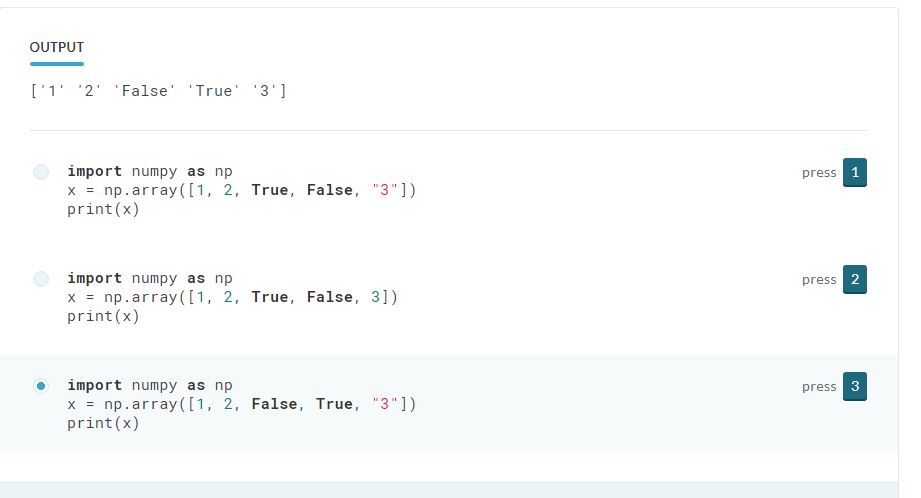 OUTPUT
['1' '2' 'False' 'True' '3']
import numpy as np
x = np.array([1, 2, True, False, "3"])
print(x)
press 1
import numpy as np
x = np.array([1, 2, True, False, 3])
print(x)
press 2
import numpy as np
x = np.array([1, 2, False, True, "3"])
print(x)
press 3